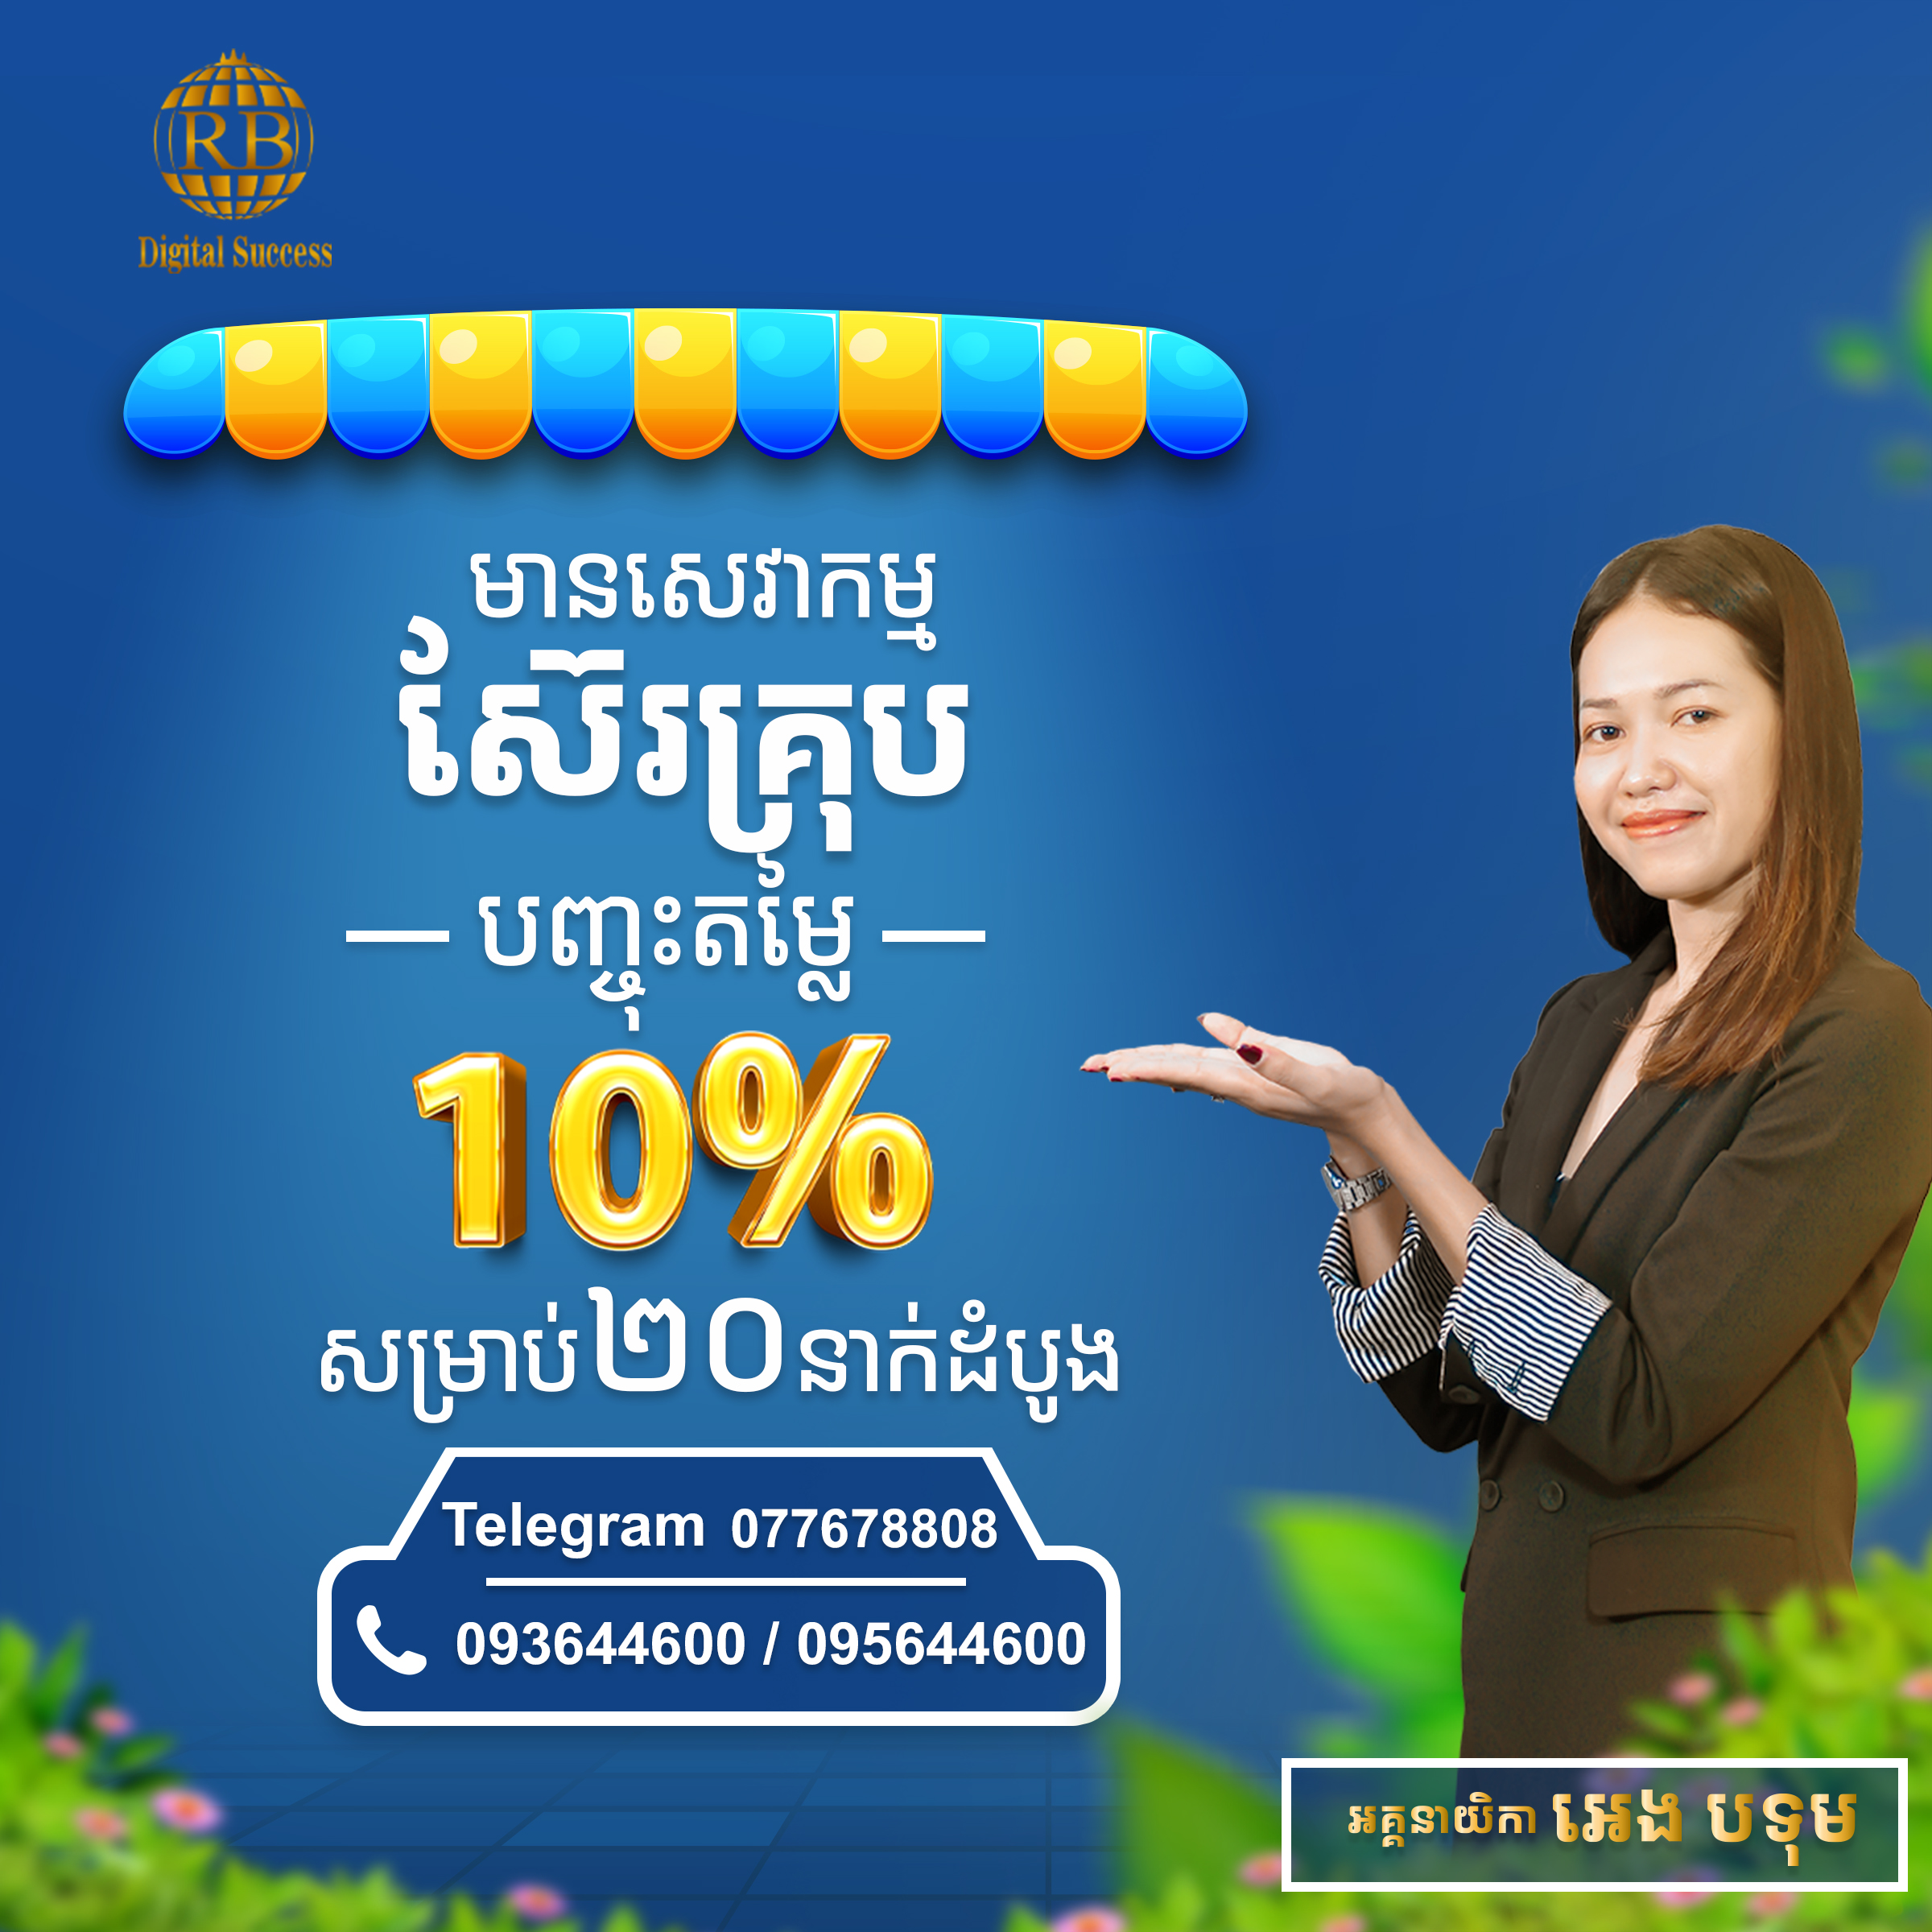 RB
Digital Success
មានសេវាកម្ម
ស៊ែរគ្រុប
បញ្ចុះតម្លៃ
10%
សម្រាប់២០នាក់ដំបូង
Telegram 077678808
093644600 / 095644600
អគ្គនាយិកា អេង បទុម